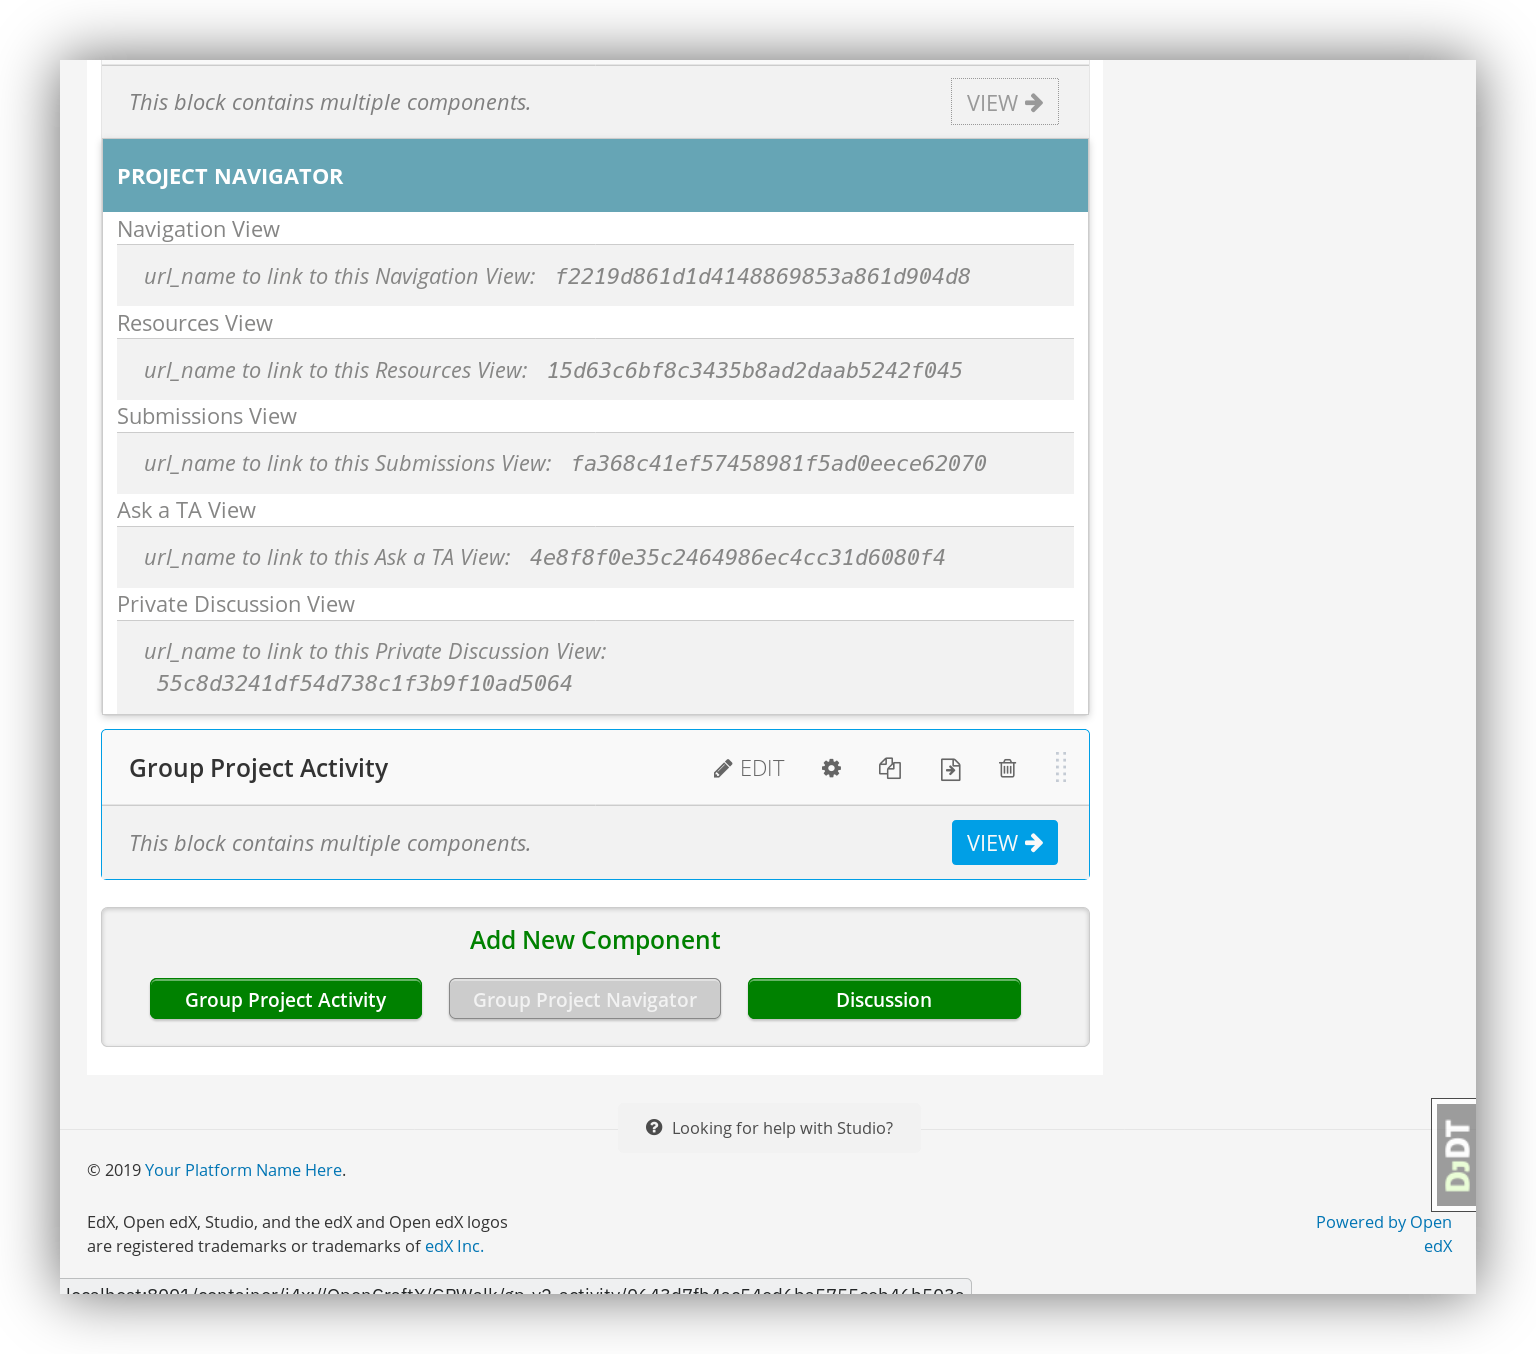 This block contains multiple components.
VIEW
PROJECT NAVIGATOR
Navigation View
url_name to link to this Navigation View: f2219d861d1d4148869853a861d904d8
Resources View
url_name to link to this Resources View: 15d63c6bf8c3435b8ad2daab5242f045
Submissions View
url_name to link to this Submissions View: fa368c41ef57458981f5ad0eece62070
Ask a TA View
url_name to link to this Ask a TA View: 4e8f8f0e35c2464986ec4cc31d6080f4
Private Discussion View
url_name to link to this Private Discussion View:
55c8d3241df54d738c1f3b9f10ad5064
Group Project Activity
EDIT
This block contains multiple components.
VIEW
Add New Component
Group Project Activity
Group Project Navigator
Discussion
Looking for help with Studio?
© 2019 Your Platform Name Here.
DJDT
EdX, Open edX, Studio, and the edX and Open edX logos
are registered trademarks or trademarks of edX Inc.
Powered by Open
edX